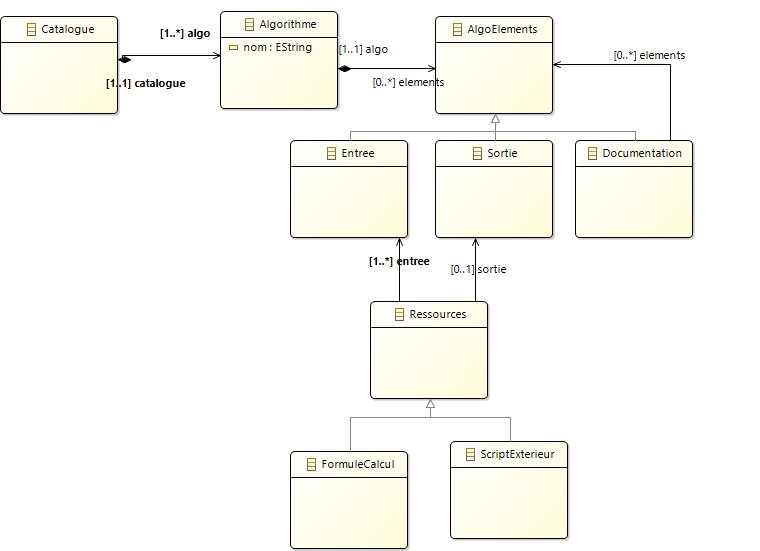 Catalogue
[1..*] algo
[1..1] catalogue
Algorithme
nom : EString
[1..1] algo
[0..*] elements
AlgoElements
[0..*] elements
Entree
Sortie
Documentation
[1..*] entree
[0..1] sortie
Ressources
FormuleCalcul
ScriptExterieur